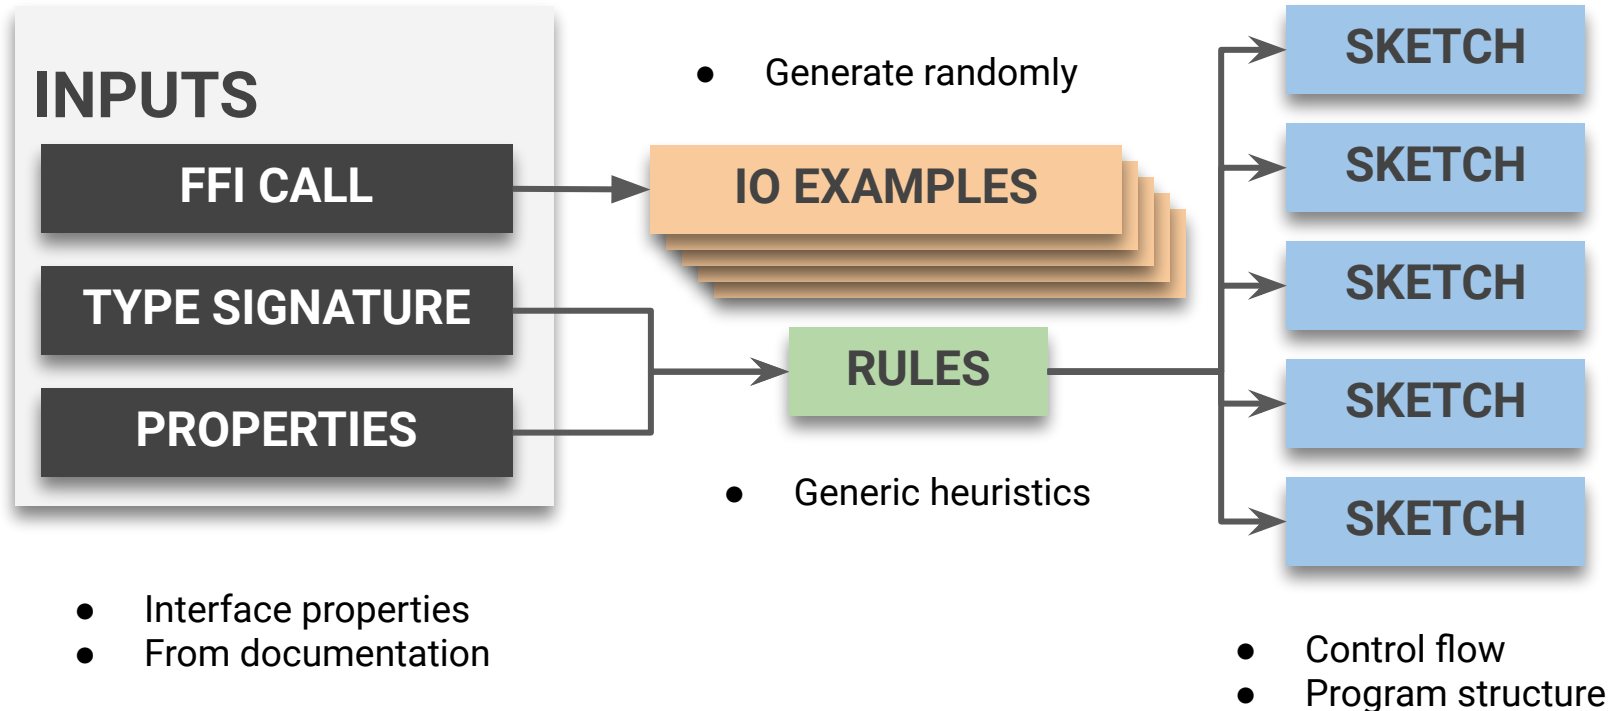 INPUTS
FFI CALL
TYPE SIGNATURE
PROPERTIES
● Interface properties
● From documentation
● Generate randomly
IO EXAMPLES
RULES
● Generic heuristics
SKETCH
SKETCH
SKETCH
SKETCH
SKETCH
● Control flow
● Program structure